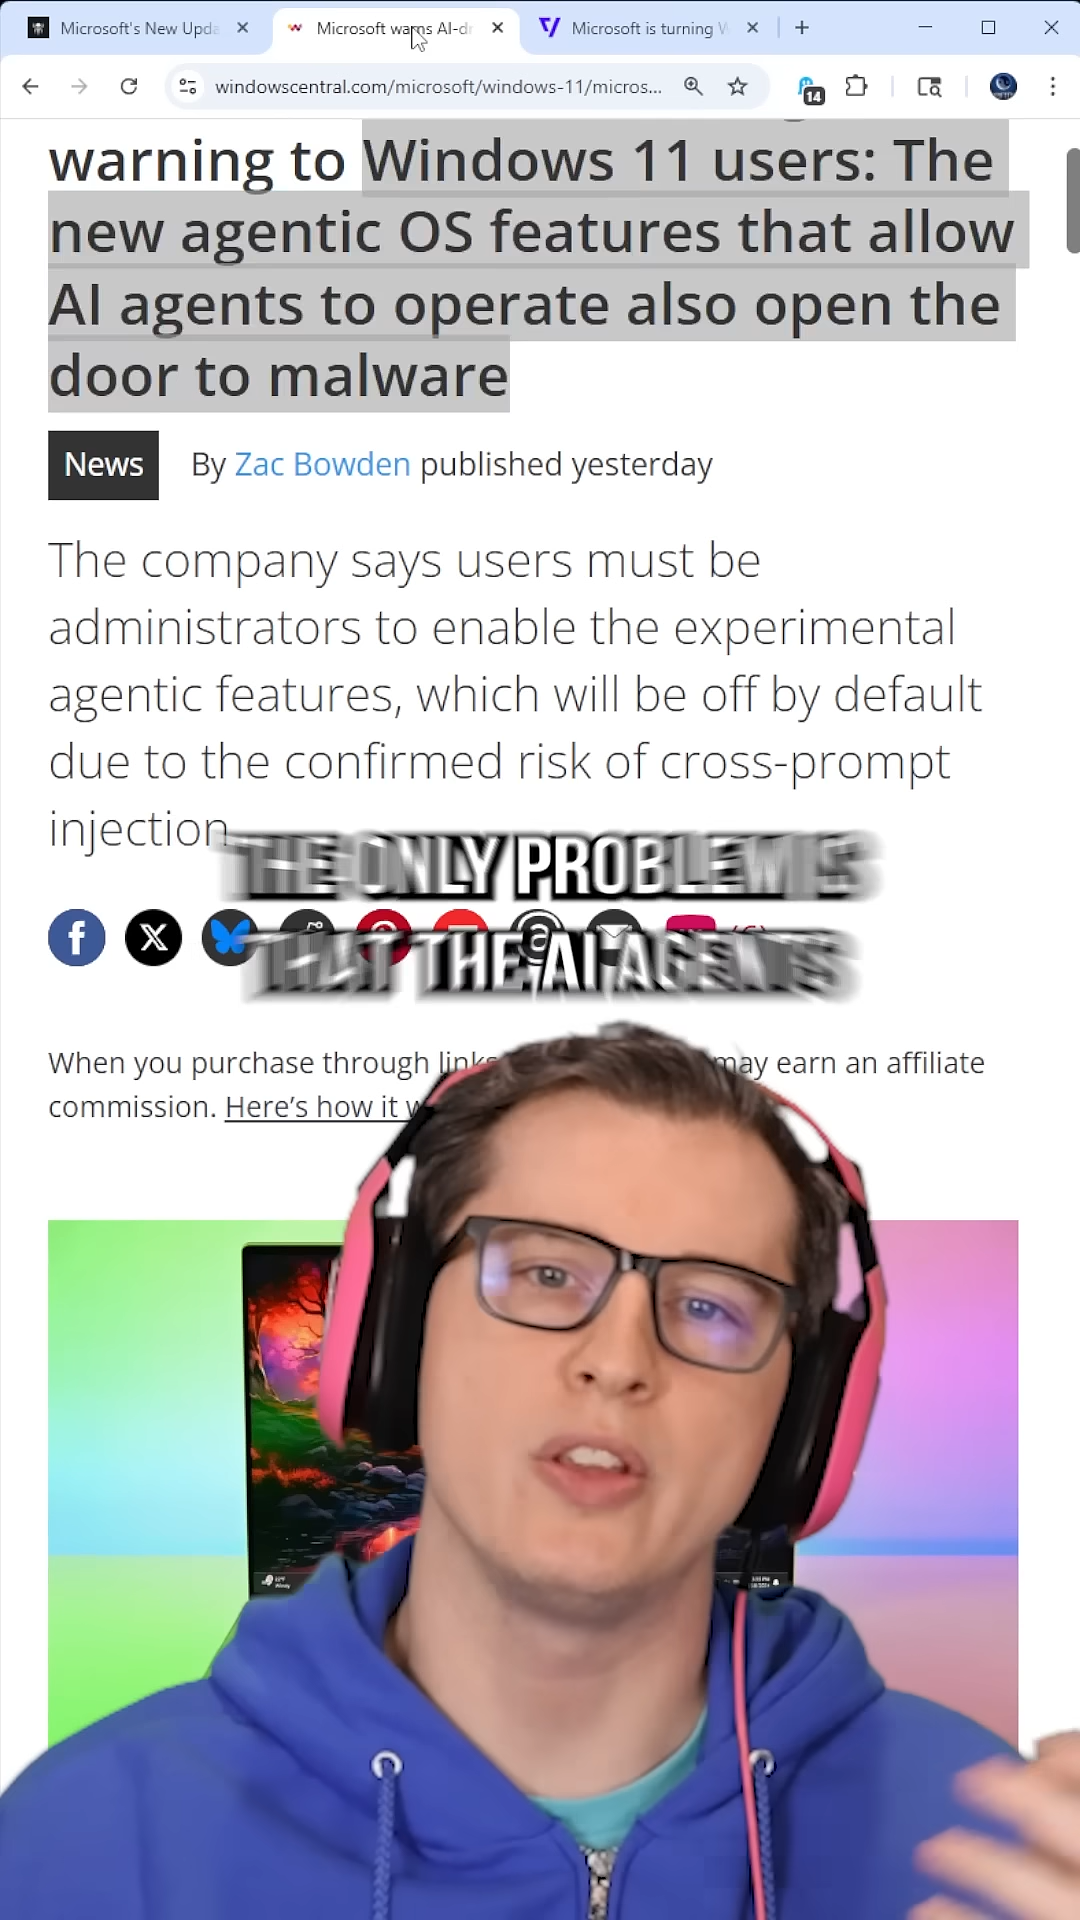 Microsoft's New Upda
Microsoft warns AI-dr
Microsoft is turning W
windowscentral.com/microsoft/windows-11/micros...
14
warning to Windows 11 users: The
new agentic OS features that allow
AI agents to operate also open the
door to malware
News
By Zac Bowden published yesterday
The company says users must be
administrators to enable the experimental
agentic features, which will be off by default
due to the confirmed risk of cross-prompt
injection
THE ONLY PROBLEM IS
THAT THE AI AGENTS
When you purchase through links may earn an affiliate
commission. Here's how it w